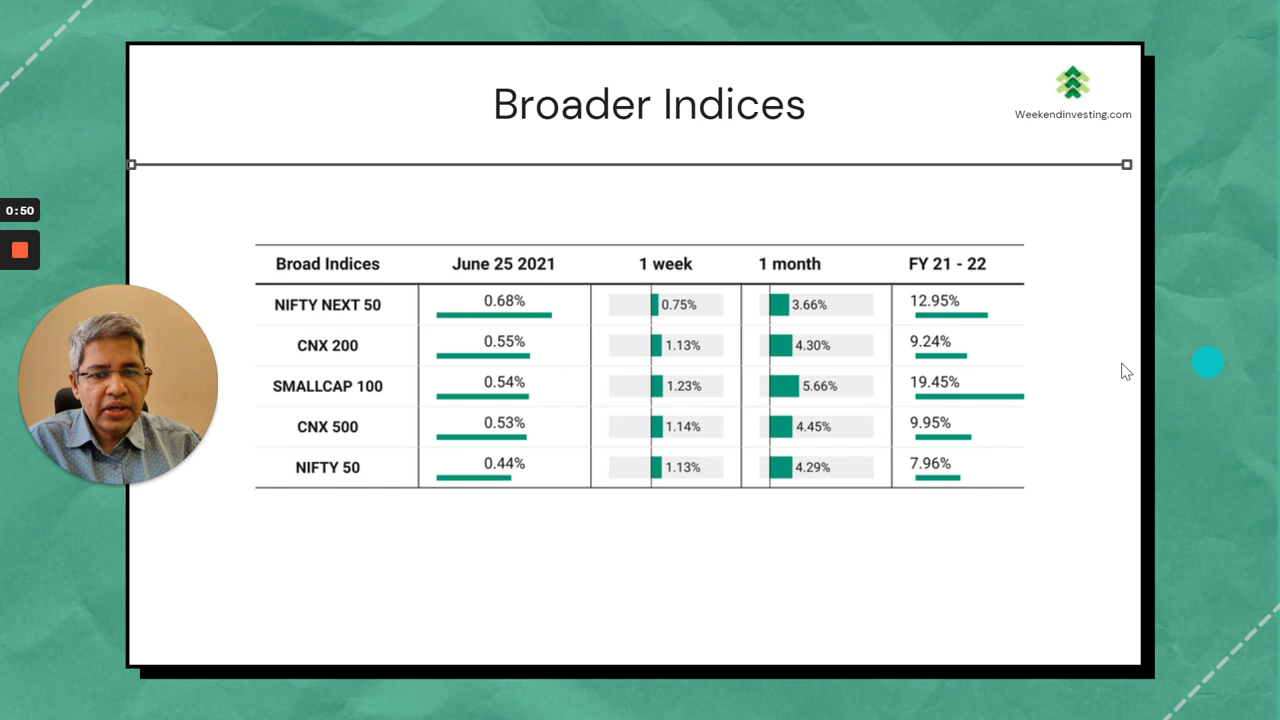 Broader Indices
Weekendinvesting.com
0:50
Broad Indices June 25 2021 1 week 1 month FY 21 - 22
NIFTY NEXT 50 0.68% 0.75% 3.66% 12.95%
CNX 200 0.55% 1.13% 4.30% 9.24%
SMALLCAP 100 0.54% 1.23% 5.66% 19.45%
CNX 500 0.53% 1.14% 4.45% 9.95%
NIFTY 50 0.44% 1.13% 4.29% 7.96%